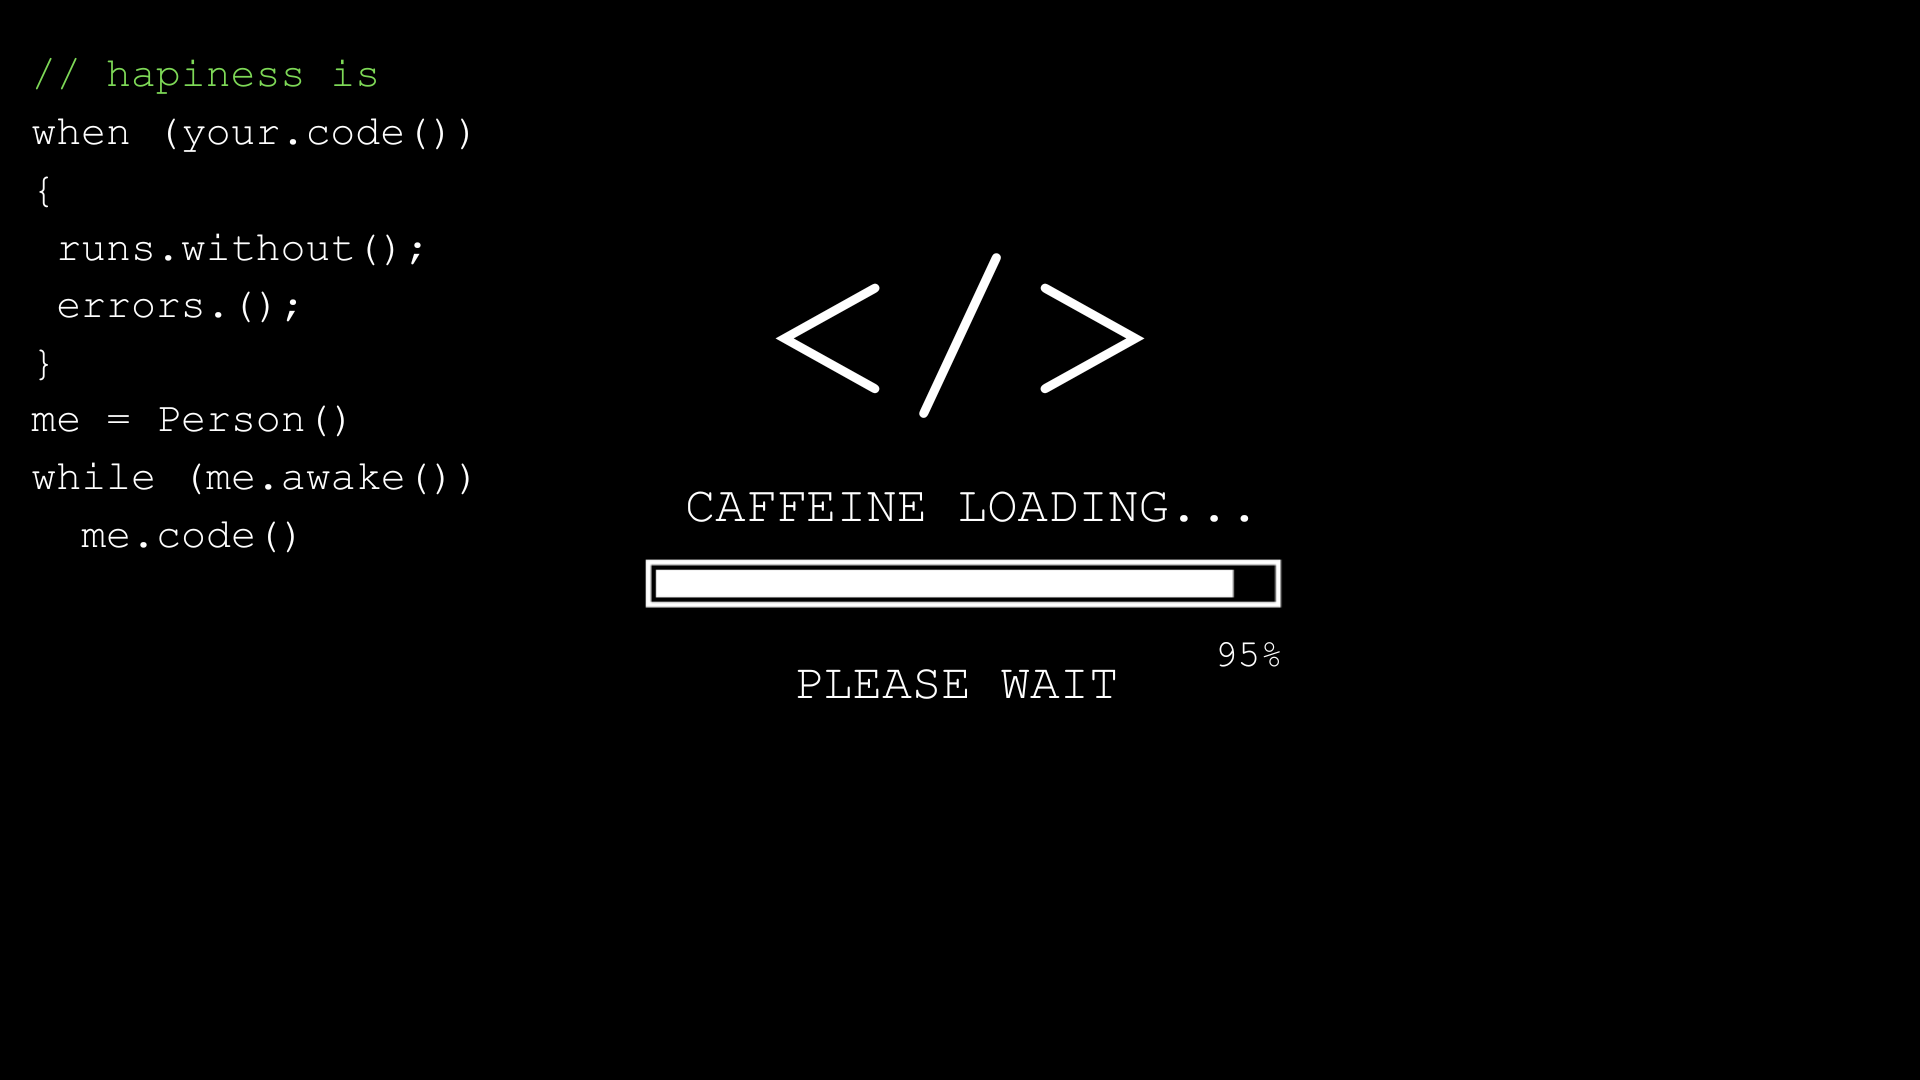 // hapiness is
when (your.code())
{
 runs.without();
 errors.();
}
me = Person()
while (me.awake())
  me.code()
</>
CAFFEINE LOADING...
95%
PLEASE WAIT